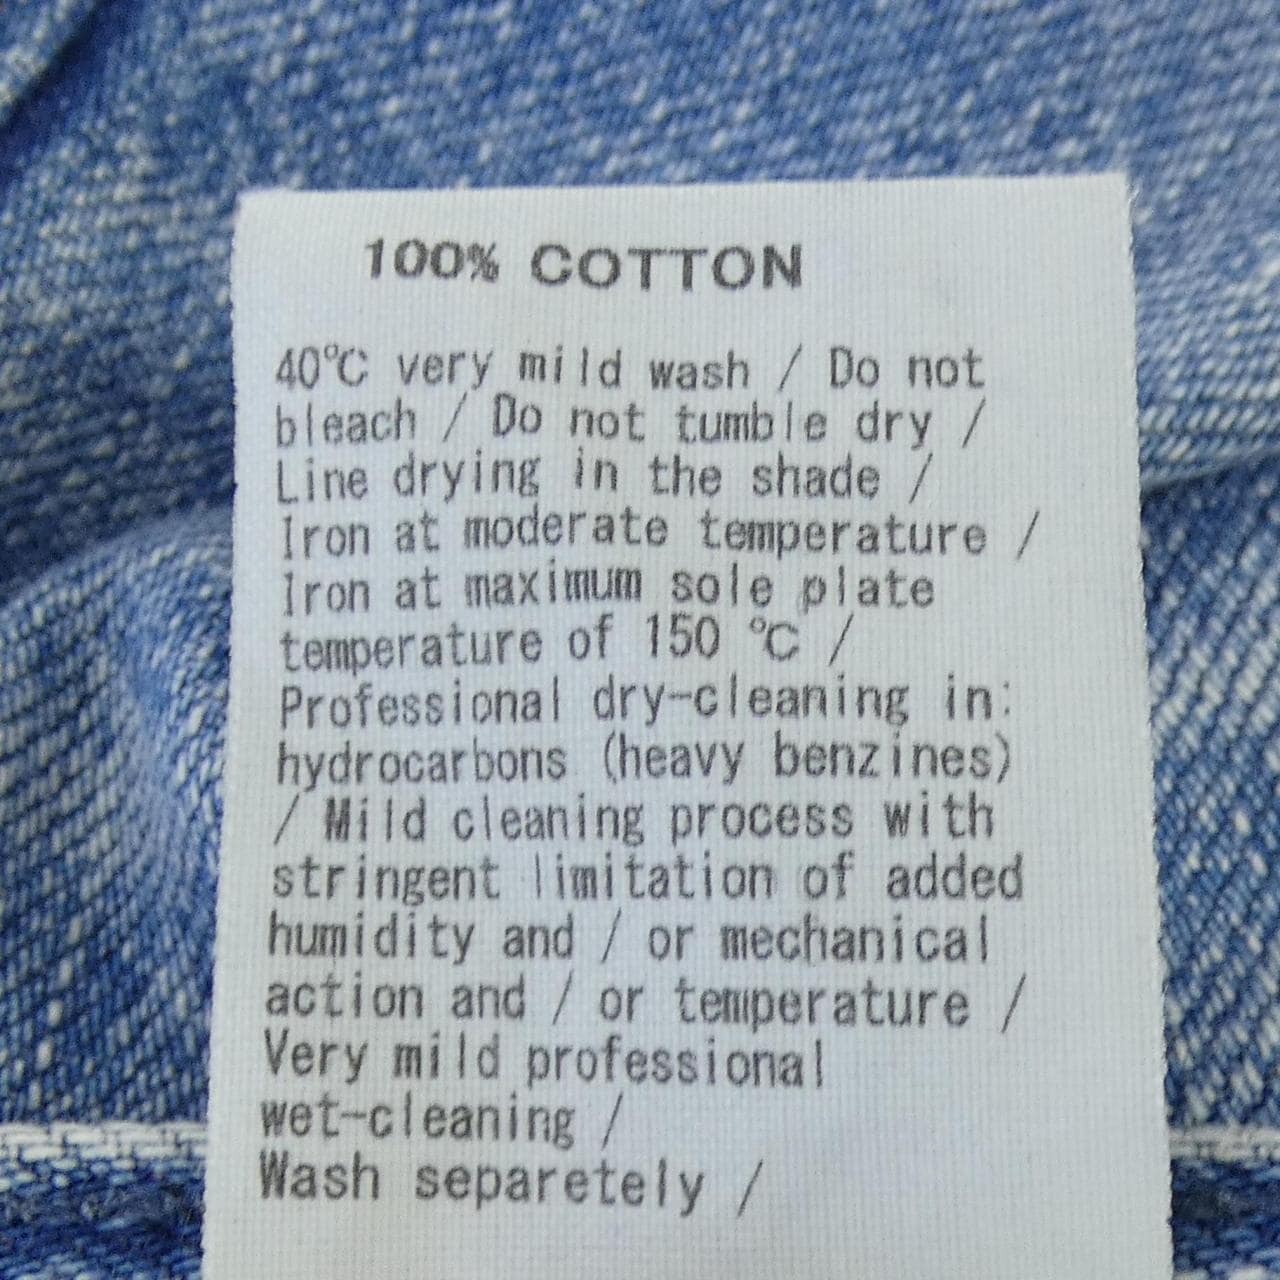 100% COTTON
40℃ very mild wash / Do not
bleach / Do not tumble dry /
Line drying in the shade /
Iron at moderate temperature /
Iron at maximum sole plate
temperature of 150 ℃ /
Professional dry-cleaning in:
hydrocarbons (heavy benzines)
/ Mild cleaning process with
stringent limitation of added
humidity and / or mechanical
action and / or temperature /
Very mild professional
wet-cleaning /
Wash separetely /